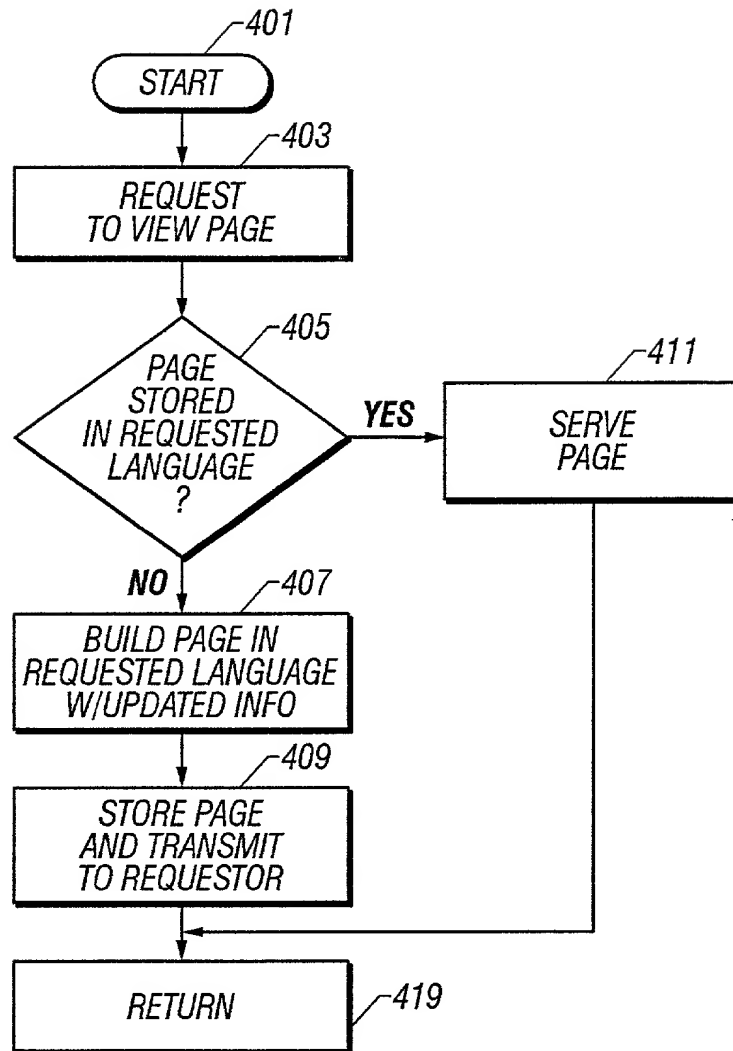 401
START
403
REQUEST
TO VIEW PAGE
405
PAGE
STORED
IN REQUESTED
LANGUAGE
?
YES
411
SERVE
PAGE
NO
407
BUILD PAGE IN
REQUESTED LANGUAGE
W/UPDATED INFO
409
STORE PAGE
AND TRANSMIT
TO REQUESTOR
RETURN
419